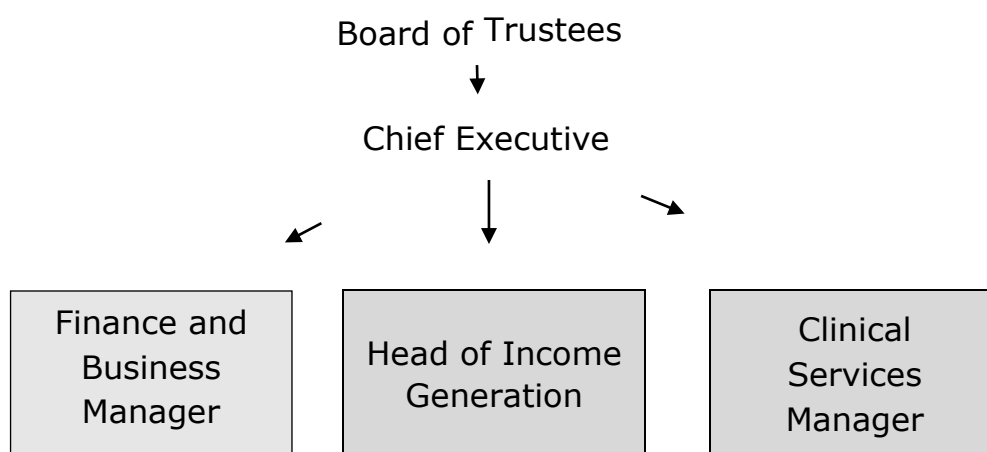 Board of Trustees
Chief Executive
Finance and
Business
Manager
Head of Income
Generation
Clinical
Services
Manager